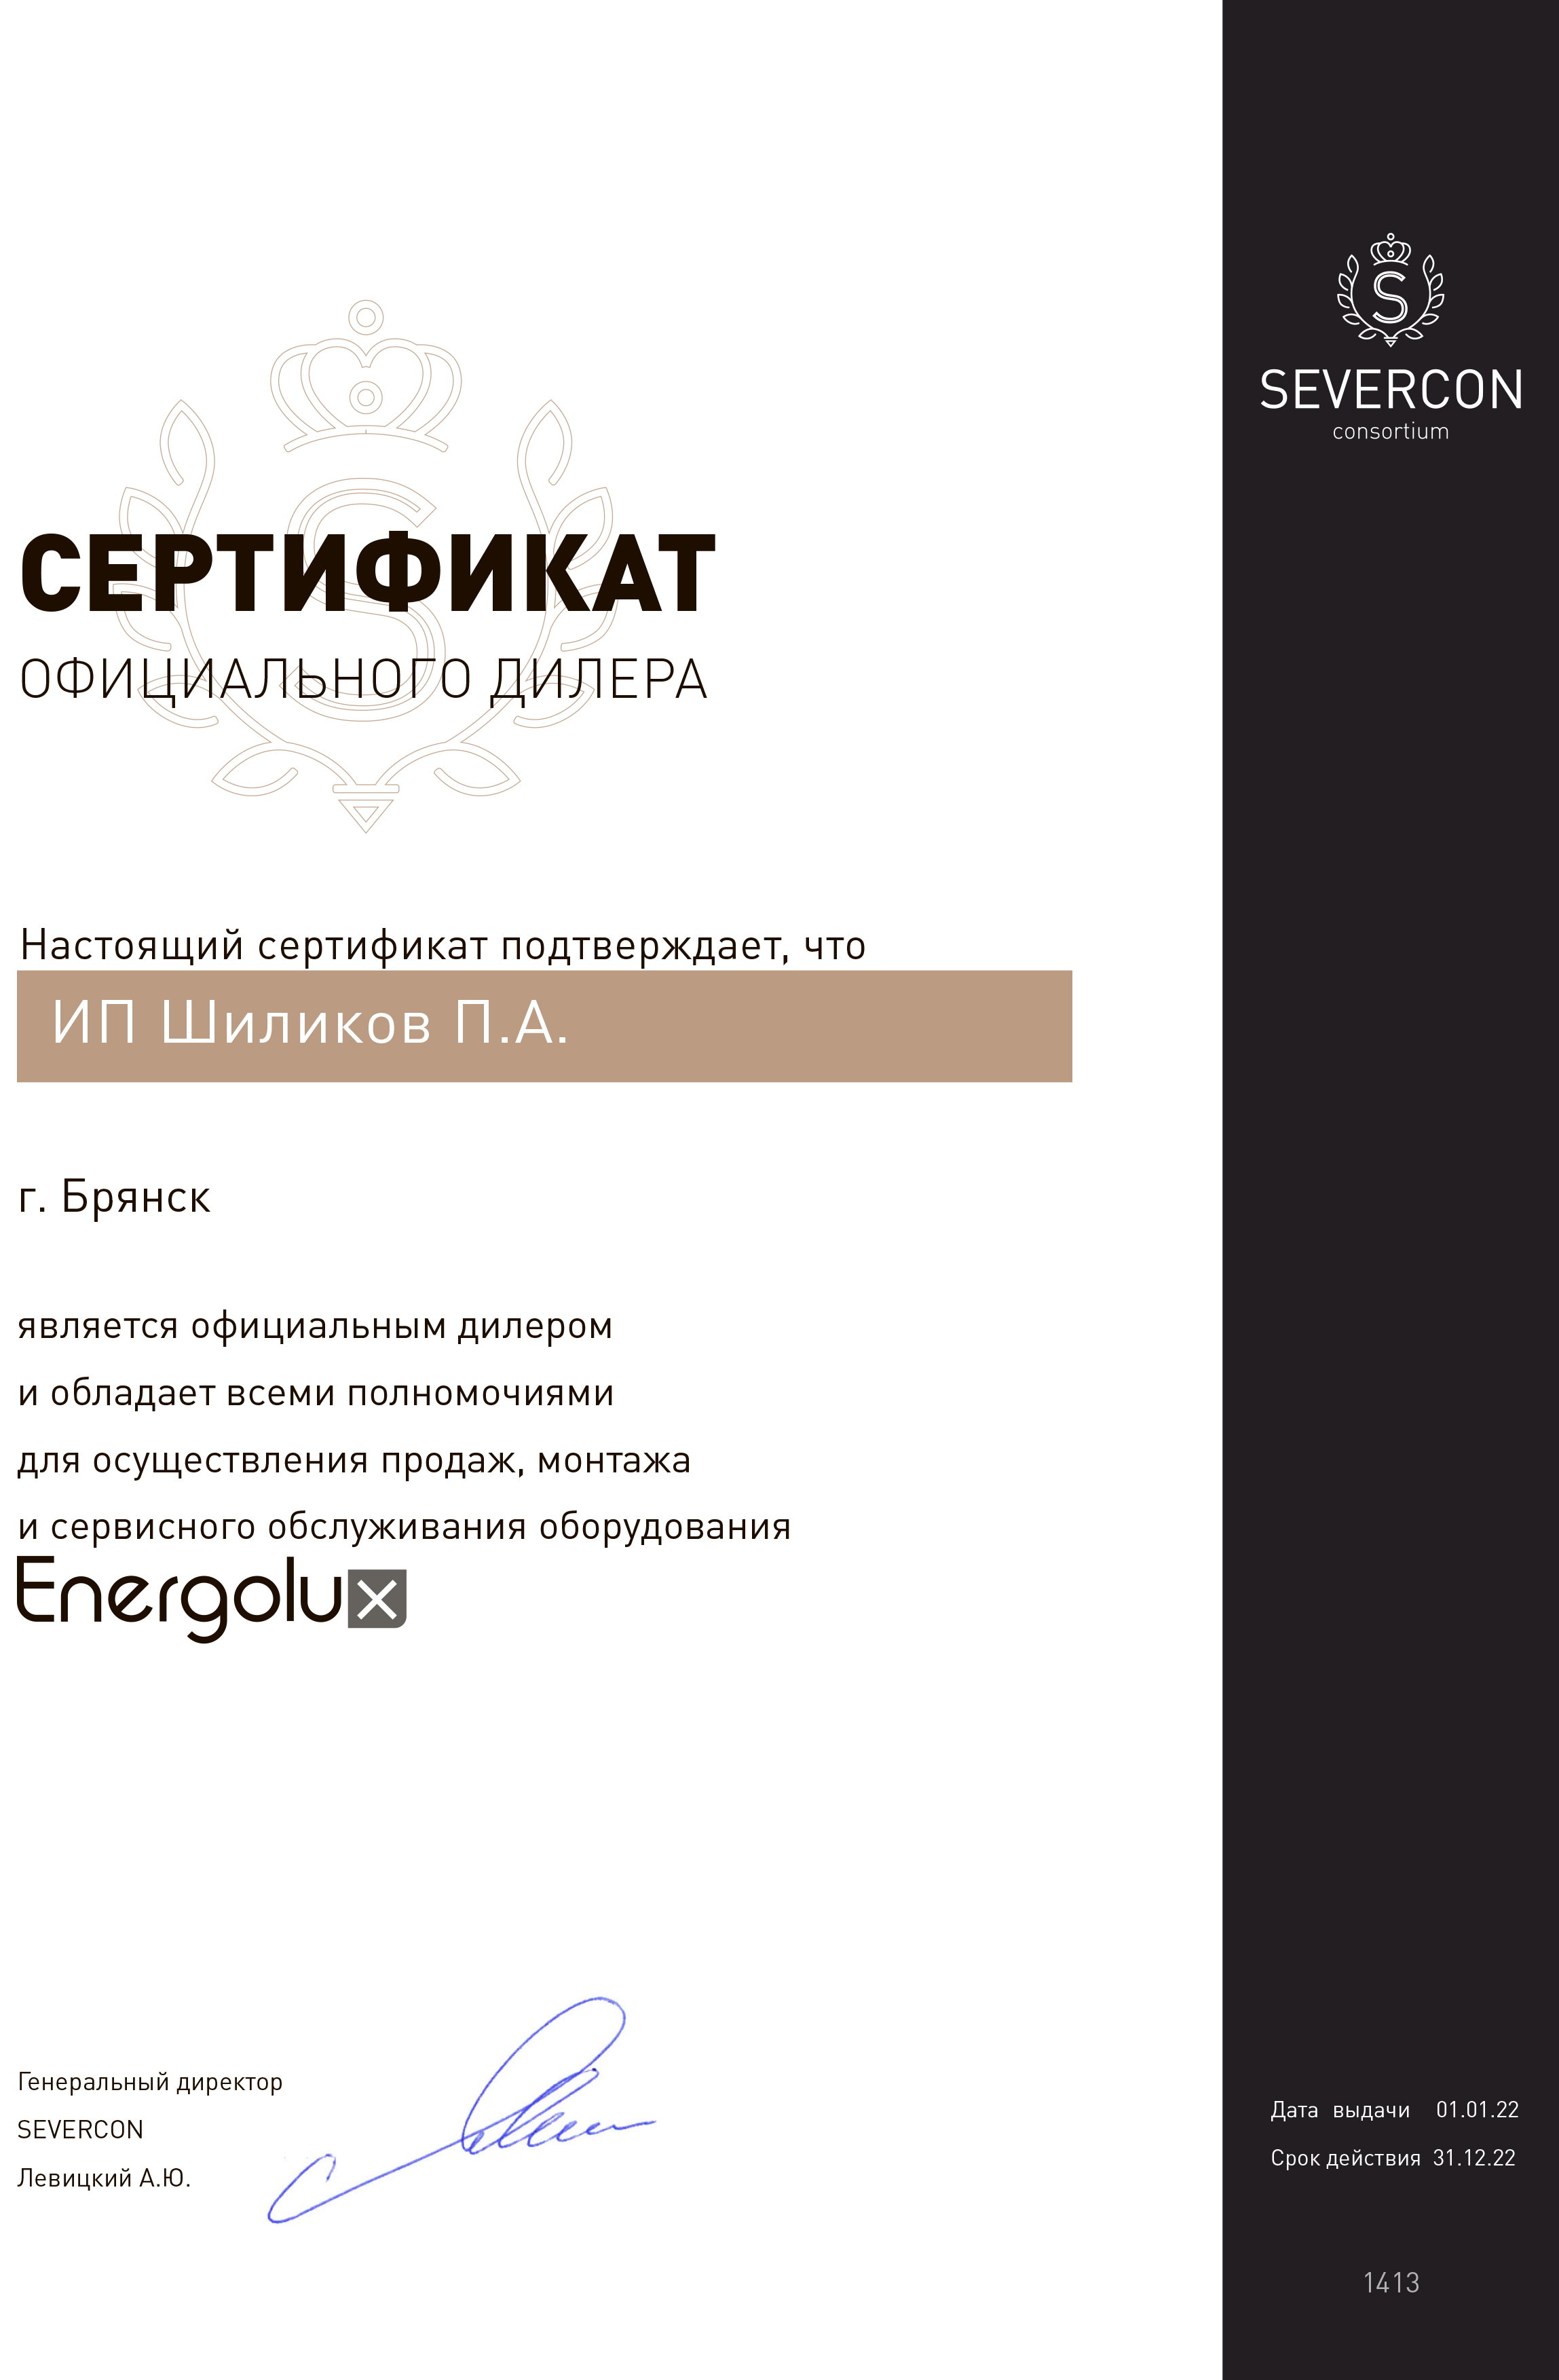 SEVERCON
consortium
СЕРТИФИКАТ
ОФИЦИАЛЬНОГО ДИЛЕРА
Настоящий сертификат подтверждает, что
ИП Шиликов П.А.
г. Брянск
является официальным дилером
и обладает всеми полномочиями
для осуществления продаж, монтажа
и сервисного обслуживания оборудования
Energolux
Генеральный директор
SEVERCON
Левицкий А.Ю.
Дата выдачи 01.01.22
Срок действия 31.12.22
1413